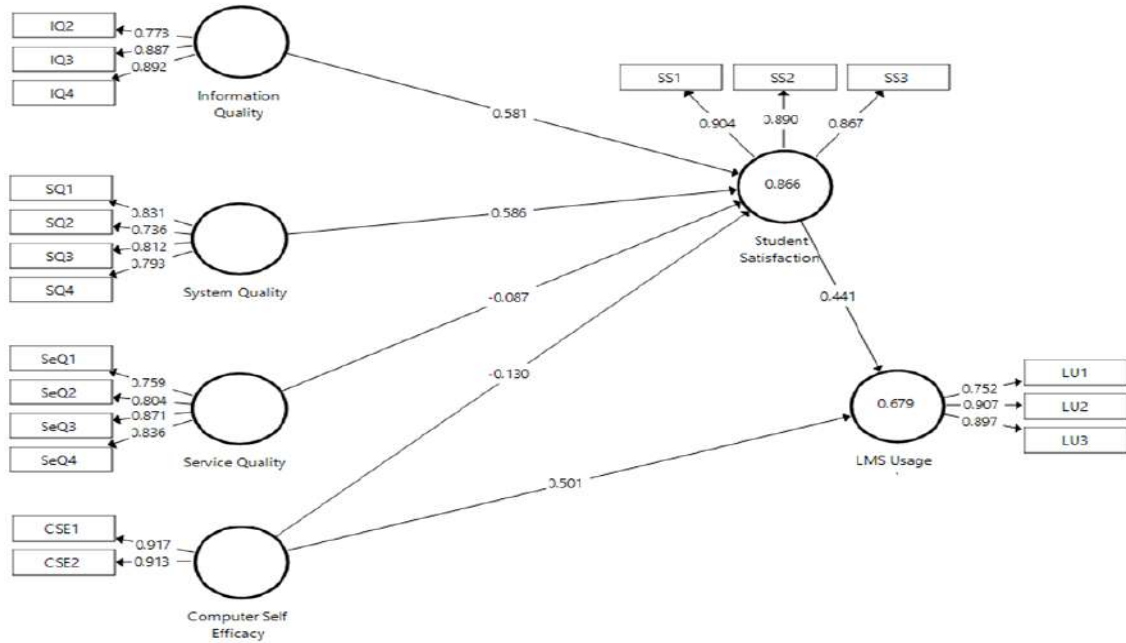 IQ2
0.773
IQ3
0.887
IQ4
0.892
Information
Quality
0.581
SS1
SS2
SS3
0.904
0.890
0.867
0.866
Student
Satisfaction
SQ1
0.831
SQ2
0.736
SQ3
0.812
SQ4
0.793
System Quality
0.586
-0.087
0.441
SeQ1
0.759
SeQ2
0.804
SeQ3
0.871
SeQ4
0.836
Service Quality
-0.130
0.679
LMS Usage
0.752
LU1
0.907
LU2
0.897
LU3
0.501
CSE1
0.917
CSE2
0.913
Computer Self
Efficacy